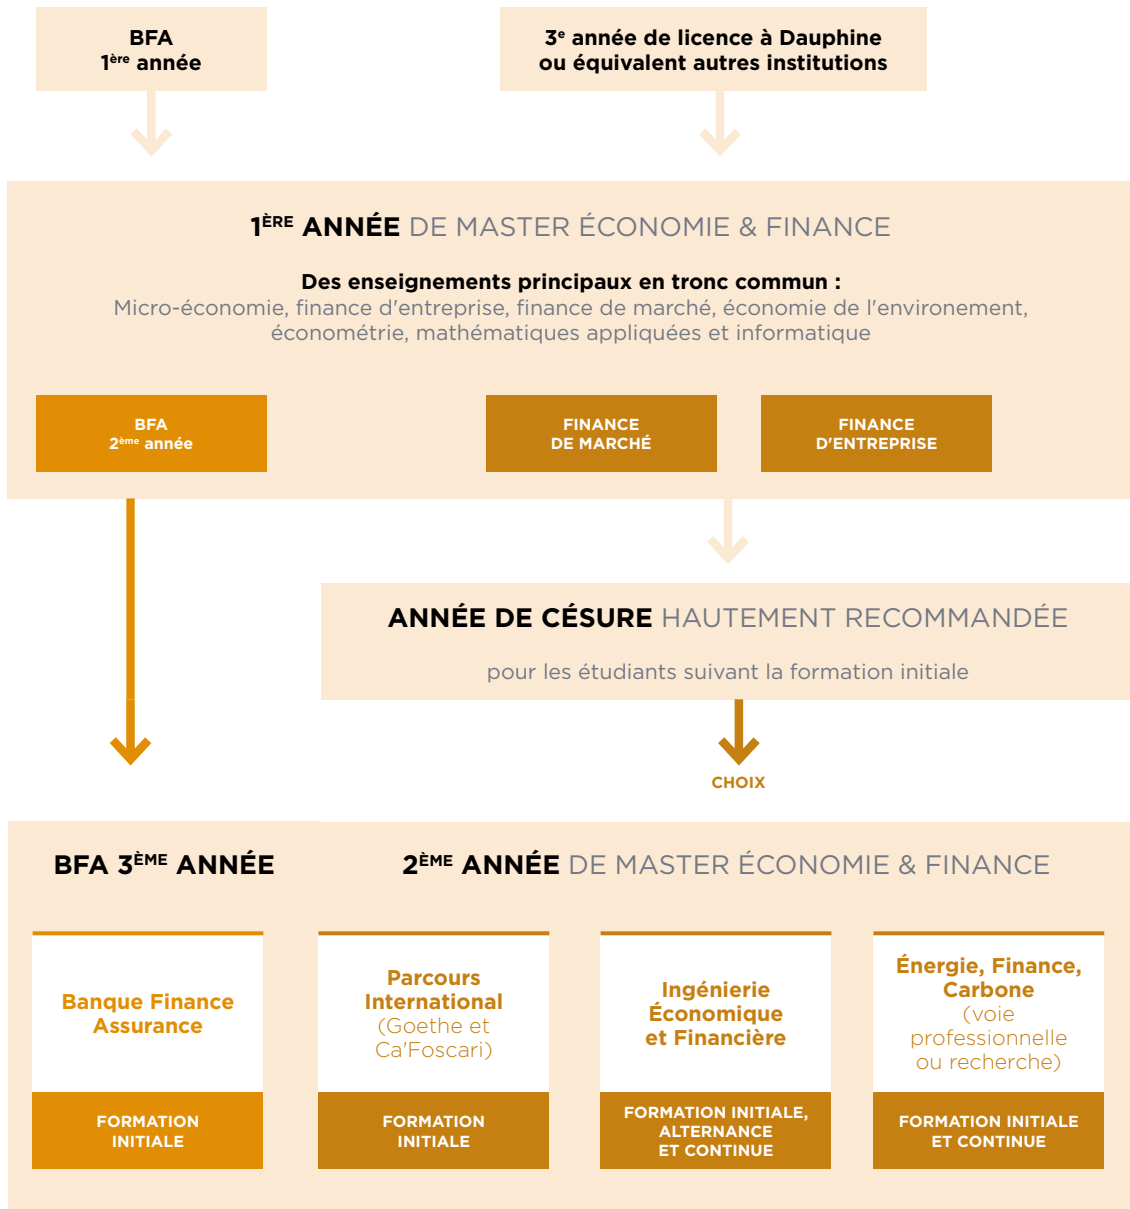 BFA
1ère année
3e année de licence à Dauphine
ou équivalent autres institutions
1ÈRE ANNÉE DE MASTER ÉCONOMIE & FINANCE
Des enseignements principaux en tronc commun :
Micro-économie, finance d'entreprise, finance de marché, économie de l'environement,
économétrie, mathématiques appliquées et informatique
BFA
2ème année
FINANCE
DE MARCHÉ
FINANCE
D'ENTREPRISE
ANNÉE DE CÉSURE HAUTEMENT RECOMMANDÉE
pour les étudiants suivant la formation initiale
CHOIX
BFA 3ÈME ANNÉE
2ÈME ANNÉE DE MASTER ÉCONOMIE & FINANCE
Banque Finance
Assurance
FORMATION
INITIALE
Parcours
International
(Goethe et
Ca'Foscari)
FORMATION
INITIALE
Ingénierie
Économique
et Financière
FORMATION INITIALE,
ALTERNANCE
ET CONTINUE
Énergie, Finance,
Carbone
(voie
professionnelle
ou recherche)
FORMATION INITIALE
ET CONTINUE